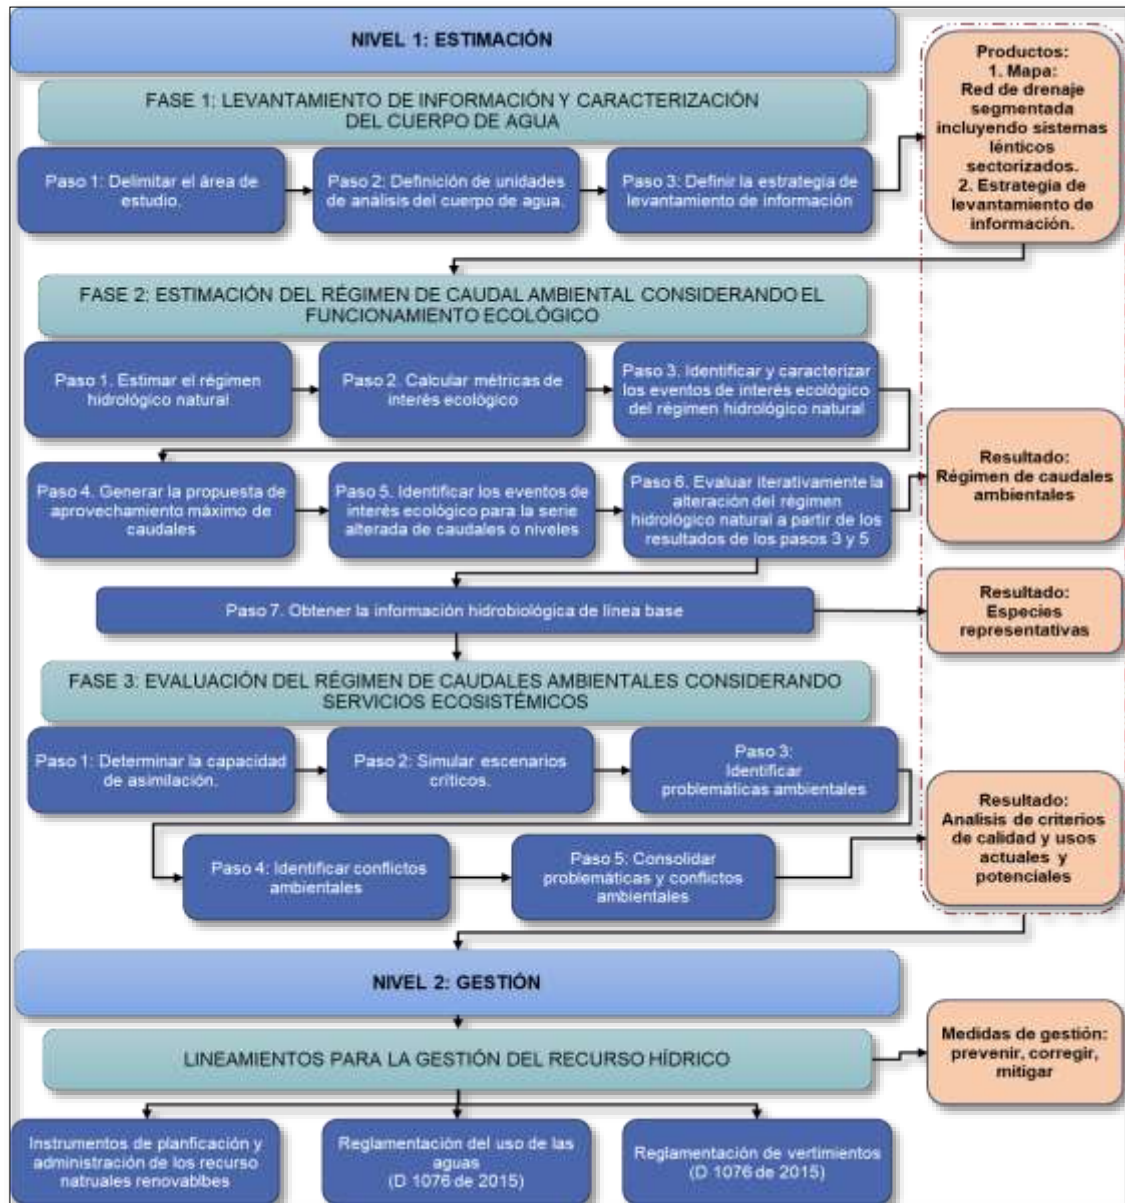 NIVEL 1: ESTIMACIÓN
Productos:
1. Mapa:
Red de drenaje
segmentada
incluyendo sistemas
lénticos
sectorizados.
2. Estrategia de
levantamiento de
información.
FASE 1: LEVANTAMIENTO DE INFORMACIÓN Y CARACTERIZACIÓN
DEL CUERPO DE AGUA
Paso 1: Delimitar el área de
estudio.
Paso 2: Definición de unidades
de análisis del cuerpo de agua.
Paso 3: Definir la estrategia de
levantamiento de información
FASE 2: ESTIMACIÓN DEL RÉGIMEN DE CAUDAL AMBIENTAL CONSIDERANDO EL
FUNCIONAMIENTO ECOLÓGICO
Paso 1. Estimar el régimen
hidrológico natural
Paso 2. Calcular métricas de
interés ecológico
Paso 3. Identificar y caracterizar
los eventos de interés ecológico
del régimen hidrológico natural
Paso 4. Generar la propuesta de
aprovechamiento máximo de
caudales
Paso 5. Identificar los eventos de
interés ecológico para la serie
alterada de caudales o niveles
Paso 6. Evaluar iterativamente la
alteración del régimen
hidrológico natural a partir de los
resultados de los pasos 3 y 5
Resultado:
Régimen de caudales
ambientales
Paso 7. Obtener la información hidrobiológica de línea base
Resultado:
Especies
representativas
FASE 3: EVALUACIÓN DEL RÉGIMEN DE CAUDALES AMBIENTALES CONSIDERANDO
SERVICIOS ECOSISTÉMICOS
Paso 1: Determinar la capacidad
de asimilación.
Paso 2: Simular escenarios
críticos.
Paso 3:
Identificar
problemáticas ambientales
Paso 4: Identificar conflictos
ambientales
Paso 5: Consolidar
problemáticas y conflictos
ambientales
Resultado:
Analisis de criterios
de calidad y usos
actuales y
potenciales
NIVEL 2: GESTIÓN
LINEAMIENTOS PARA LA GESTIÓN DEL RECURSO HÍDRICO
Medidas de gestión:
prevenir, corregir,
mitigar
Instrumentos de planficación y
administración de los recurso
natruales renovablbes
Reglamentación del uso de las
aguas
(D 1076 de 2015)
Reglamentación de vertimientos
(D 1076 de 2015)